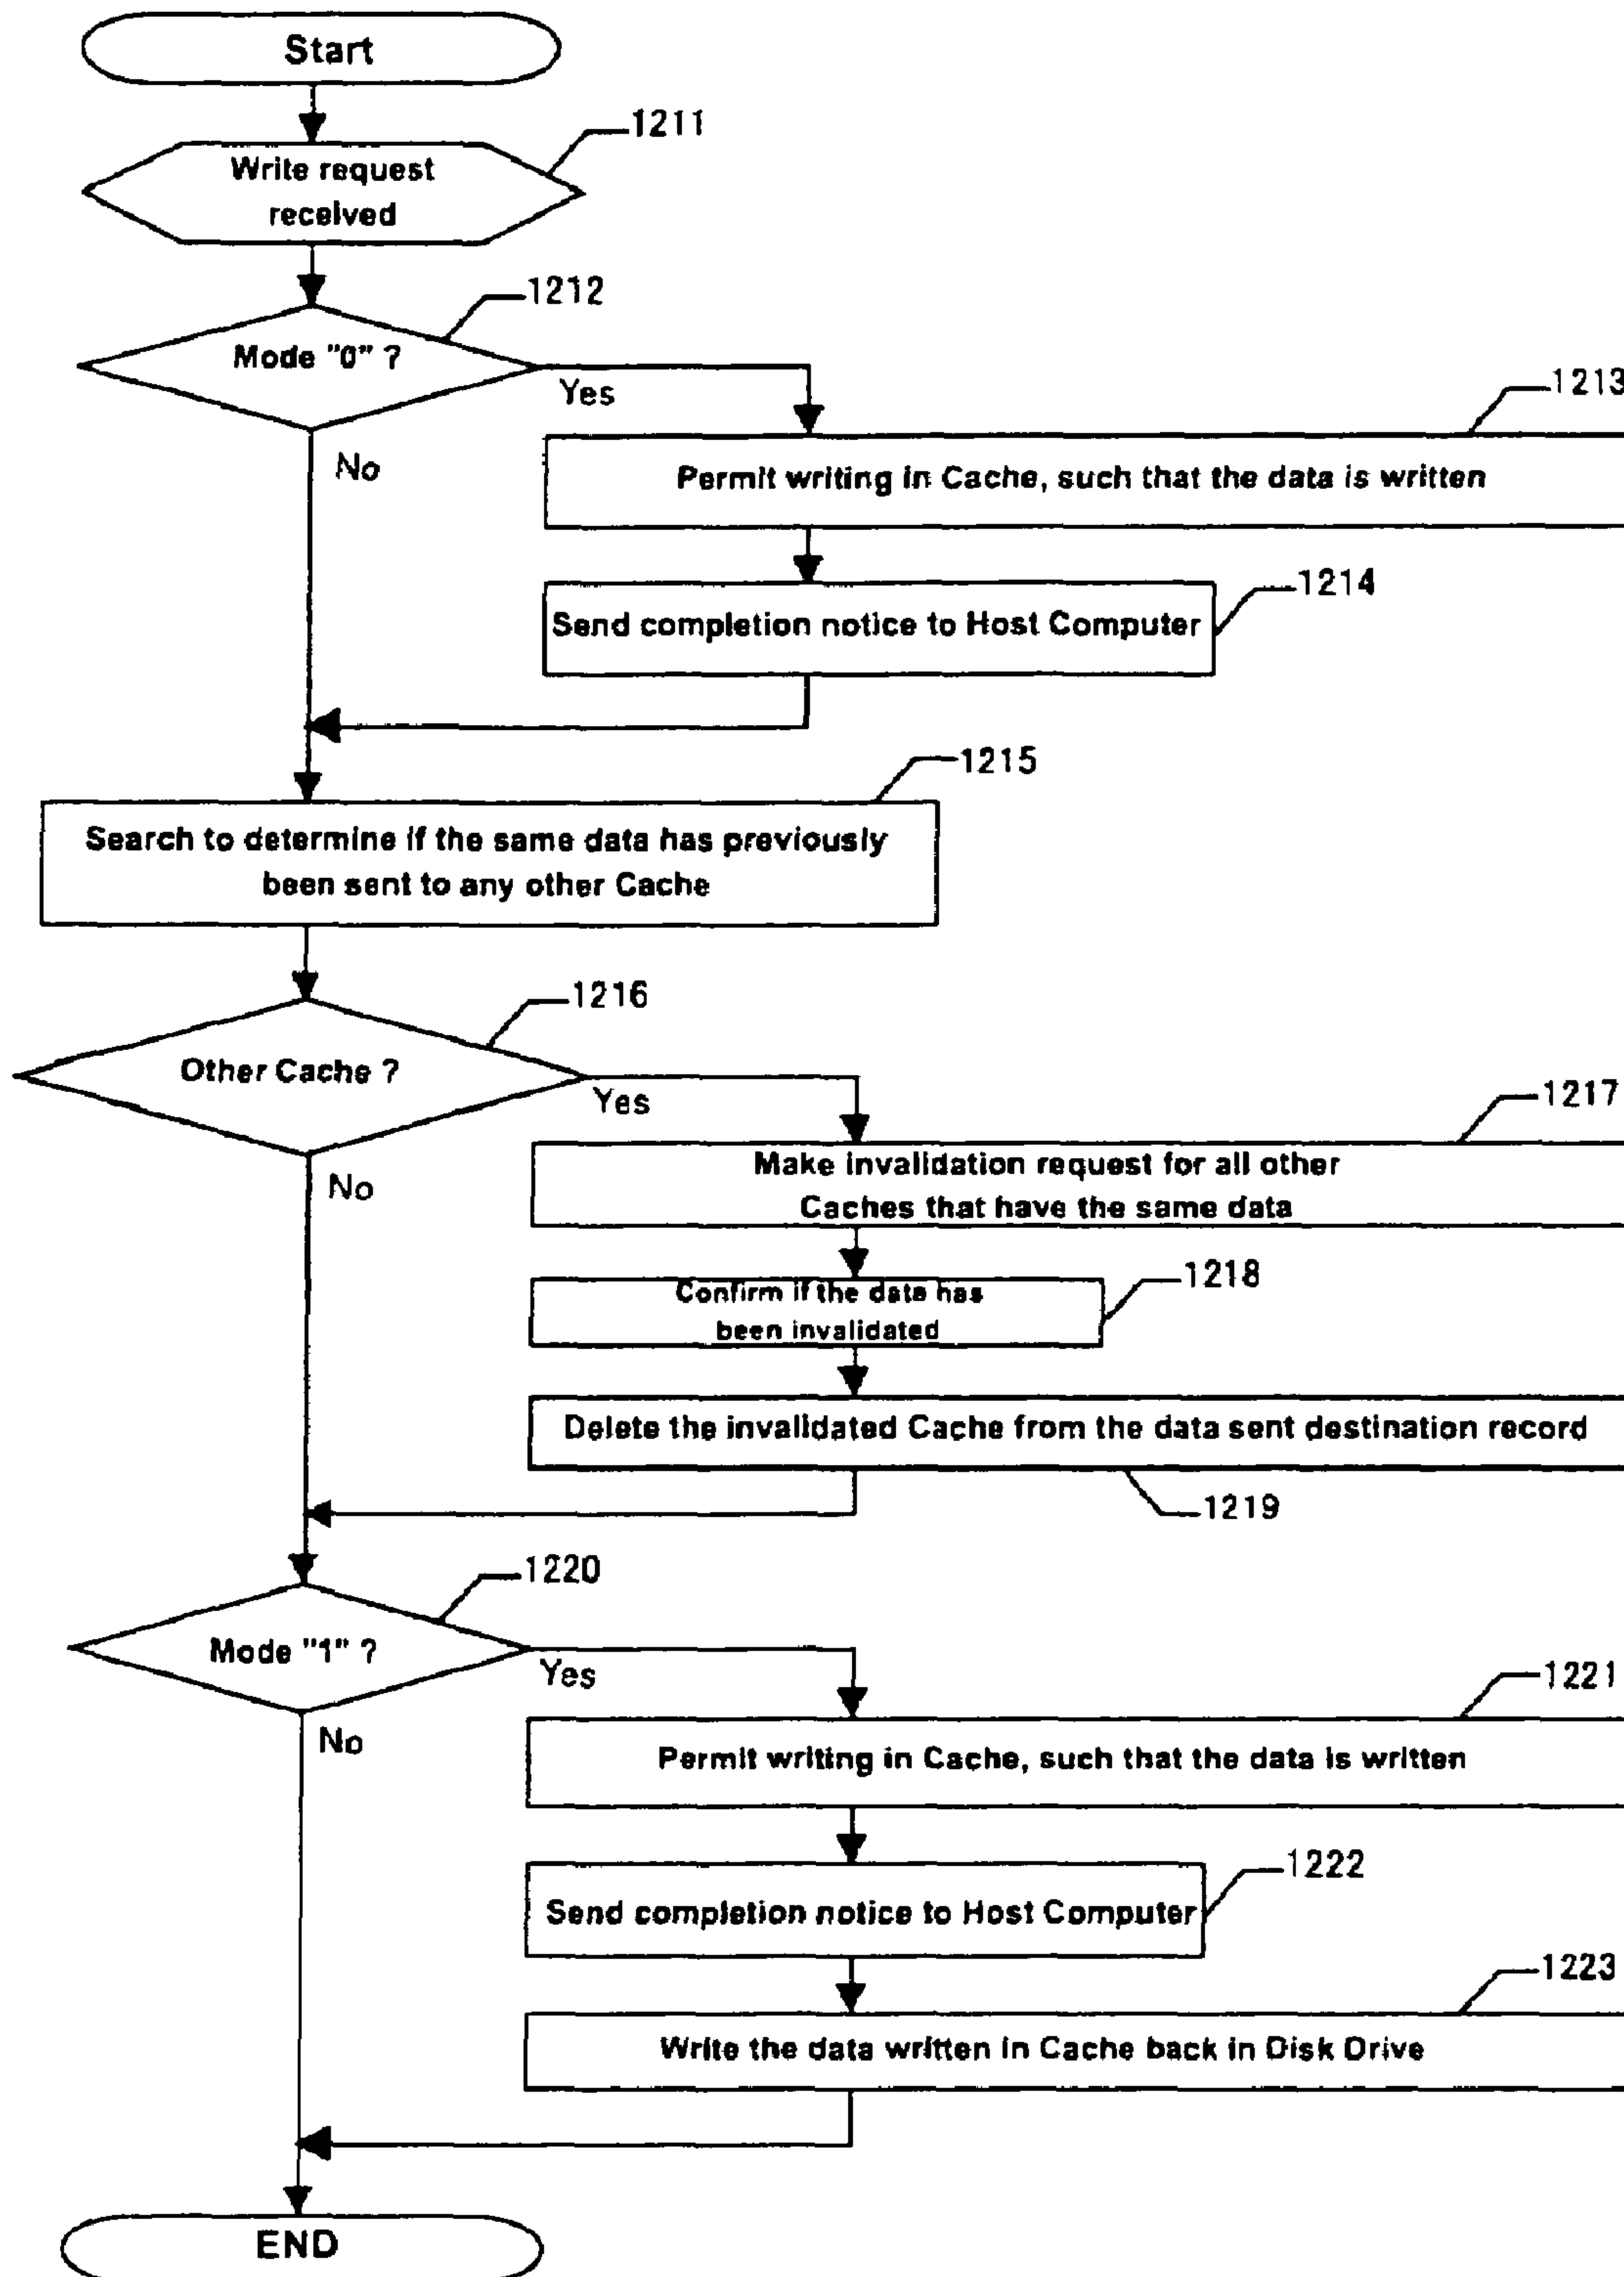 Start
1211
Write request
received
1212
Mode "0" ?
Yes
No
1213
Permit writing in Cache, such that the data is written
1214
Send completion notice to Host Computer
1215
Search to determine if the same data has previously
been sent to any other Cache
1216
Other Cache ?
Yes
No
1217
Make invalidation request for all other
Caches that have the same data
1218
Confirm if the data has
been invalidated
Delete the invalidated Cache from the data sent destination record
1219
1220
Mode "1" ?
Yes
No
1221
Permit writing in Cache, such that the data is written
1222
Send completion notice to Host Computer
1223
Write the data written in Cache back in Disk Drive
END